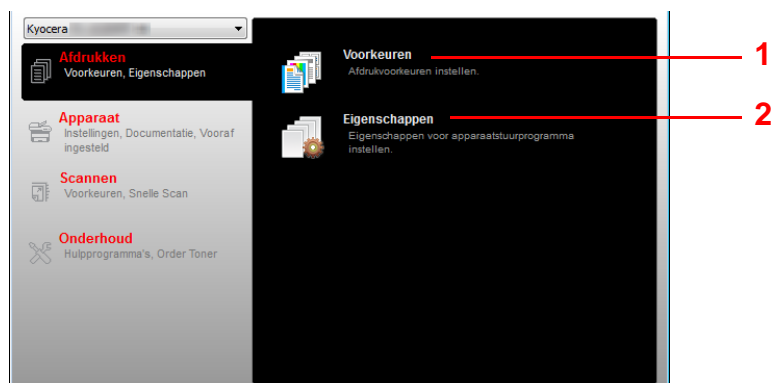 Kyocera
Afdrukken
Voorkeuren, Eigenschappen
Apparaat
Instellingen, Documentatie, Vooraf
ingesteld
Scannen
Voorkeuren, Snelle Scan
Onderhoud
Hulpprogramma's, Order Toner
Voorkeuren
Afdrukvoorkeuren instellen.
Eigenschappen
Eigenschappen voor apparaatstuurprogramma
instellen.
1
2